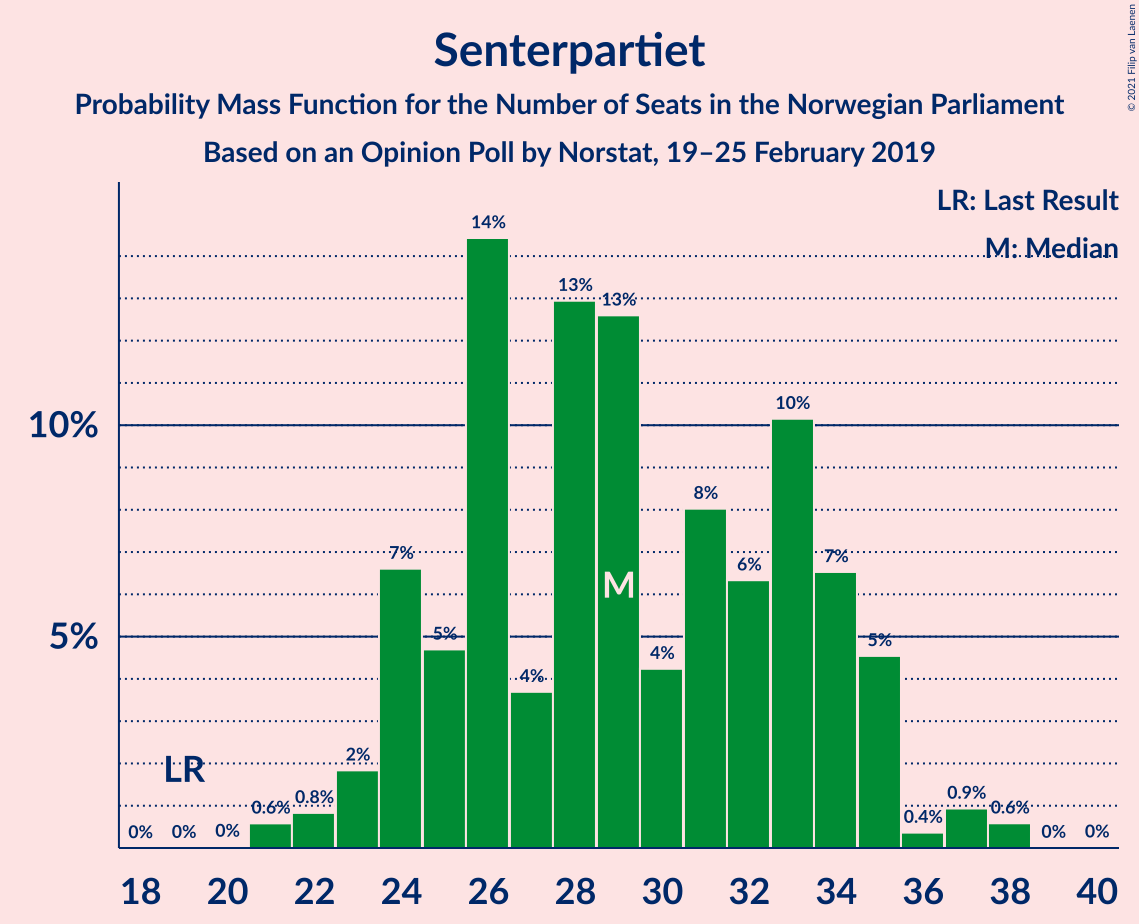 Senterpartiet
Probability Mass Function for the Number of Seats in the Norwegian Parliament
Based on an Opinion Poll by Norstat, 19–25 February 2019
© 2021 Filip van Laenen
LR: Last Result
M: Median
10%
5%
0%
0%
0%
0.6%
0.8%
2%
7%
5%
14%
4%
13%
13%
4%
8%
6%
10%
7%
5%
0.4%
0.9%
0.6%
0%
0%
LR
M
18 20 22 24 26 28 30 32 34 36 38 40